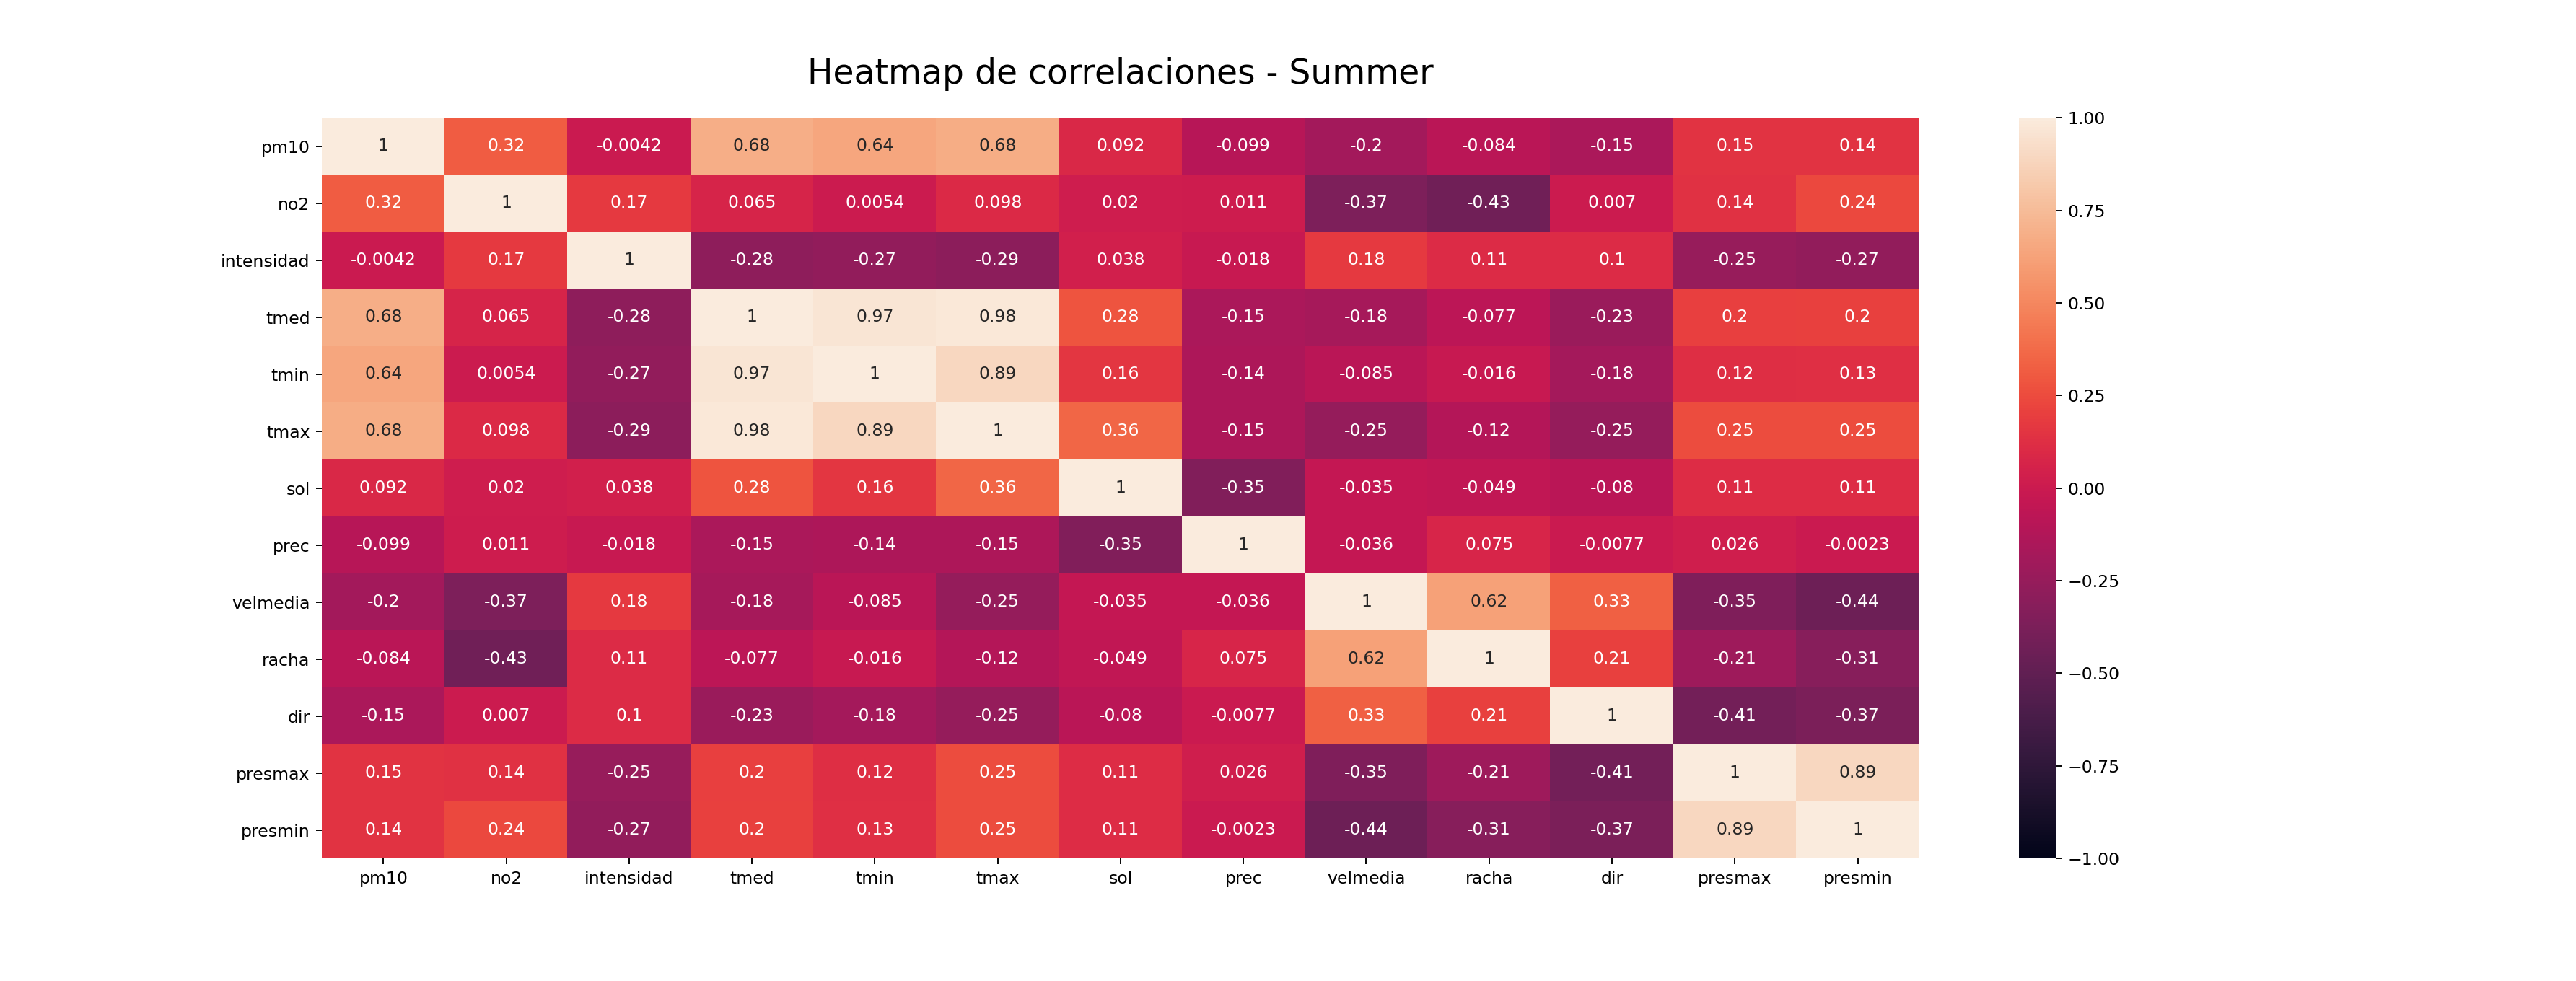 Heatmap de correlaciones - Summer
pm10 1 0.32 -0.0042 0.68 0.64 0.68 0.092 -0.099 -0.2 -0.084 -0.15 0.15 0.14
no2 0.32 1 0.17 0.065 0.0054 0.098 0.02 0.011 -0.37 -0.43 0.007 0.14 0.24
intensidad -0.0042 0.17 1 -0.28 -0.27 -0.29 0.038 -0.018 0.18 0.11 0.1 -0.25 -0.27
tmed 0.68 0.065 -0.28 1 0.97 0.98 0.28 -0.15 -0.18 -0.077 -0.23 0.2 0.2
tmin 0.64 0.0054 -0.27 0.97 1 0.89 0.16 -0.14 -0.085 -0.016 -0.18 0.12 0.13
tmax 0.68 0.098 -0.29 0.98 0.89 1 0.36 -0.15 -0.25 -0.12 -0.25 0.25 0.25
sol 0.092 0.02 0.038 0.28 0.16 0.36 1 -0.35 -0.035 -0.049 -0.08 0.11 0.11
prec -0.099 0.011 -0.018 -0.15 -0.14 -0.15 -0.35 1 -0.036 0.075 -0.0077 0.026 -0.0023
velmedia -0.2 -0.37 0.18 -0.18 -0.085 -0.25 -0.035 -0.036 1 0.62 0.33 -0.35 -0.44
racha -0.084 -0.43 0.11 -0.077 -0.016 -0.12 -0.049 0.075 0.62 1 0.21 -0.21 -0.31
dir -0.15 0.007 0.1 -0.23 -0.18 -0.25 -0.08 -0.0077 0.33 0.21 1 -0.41 -0.37
presmax 0.15 0.14 -0.25 0.2 0.12 0.25 0.11 0.026 -0.35 -0.21 -0.41 1 0.89
presmin 0.14 0.24 -0.27 0.2 0.13 0.25 0.11 -0.0023 -0.44 -0.31 -0.37 0.89 1
pm10 no2 intensidad tmed tmin tmax sol prec velmedia racha dir presmax presmin
1.00
0.75
0.50
0.25
0.00
−0.25
−0.50
−0.75
−1.00